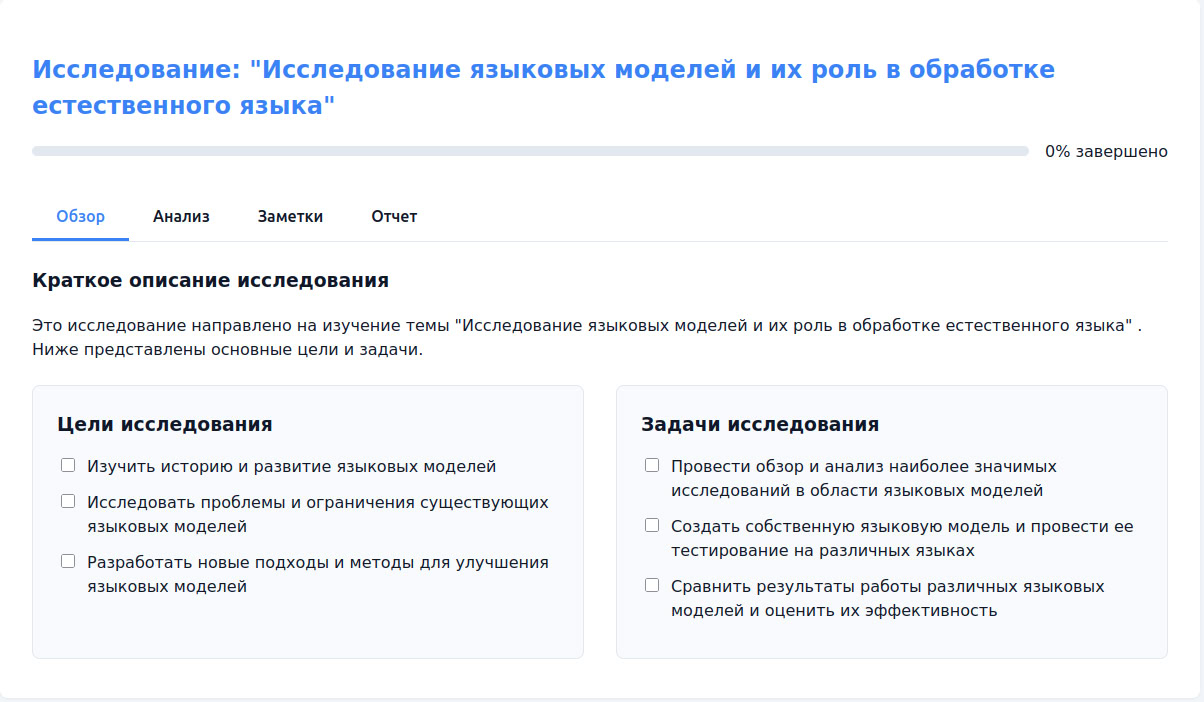 Исследование: "Исследование языковых моделей и их роль в обработке
естественного языка"
0% завершено
Обзор
Анализ
Заметки
Отчет
Краткое описание исследования
Это исследование направлено на изучение темы "Исследование языковых моделей и их роль в обработке естественного языка" .
Ниже представлены основные цели и задачи.
Цели исследования
Изучить историю и развитие языковых моделей
Исследовать проблемы и ограничения существующих
языковых моделей
Разработать новые подходы и методы для улучшения
языковых моделей
Задачи исследования
Провести обзор и анализ наиболее значимых
исследований в области языковых моделей
Создать собственную языковую модель и провести ее
тестирование на различных языках
Сравнить результаты работы различных языковых
моделей и оценить их эффективность